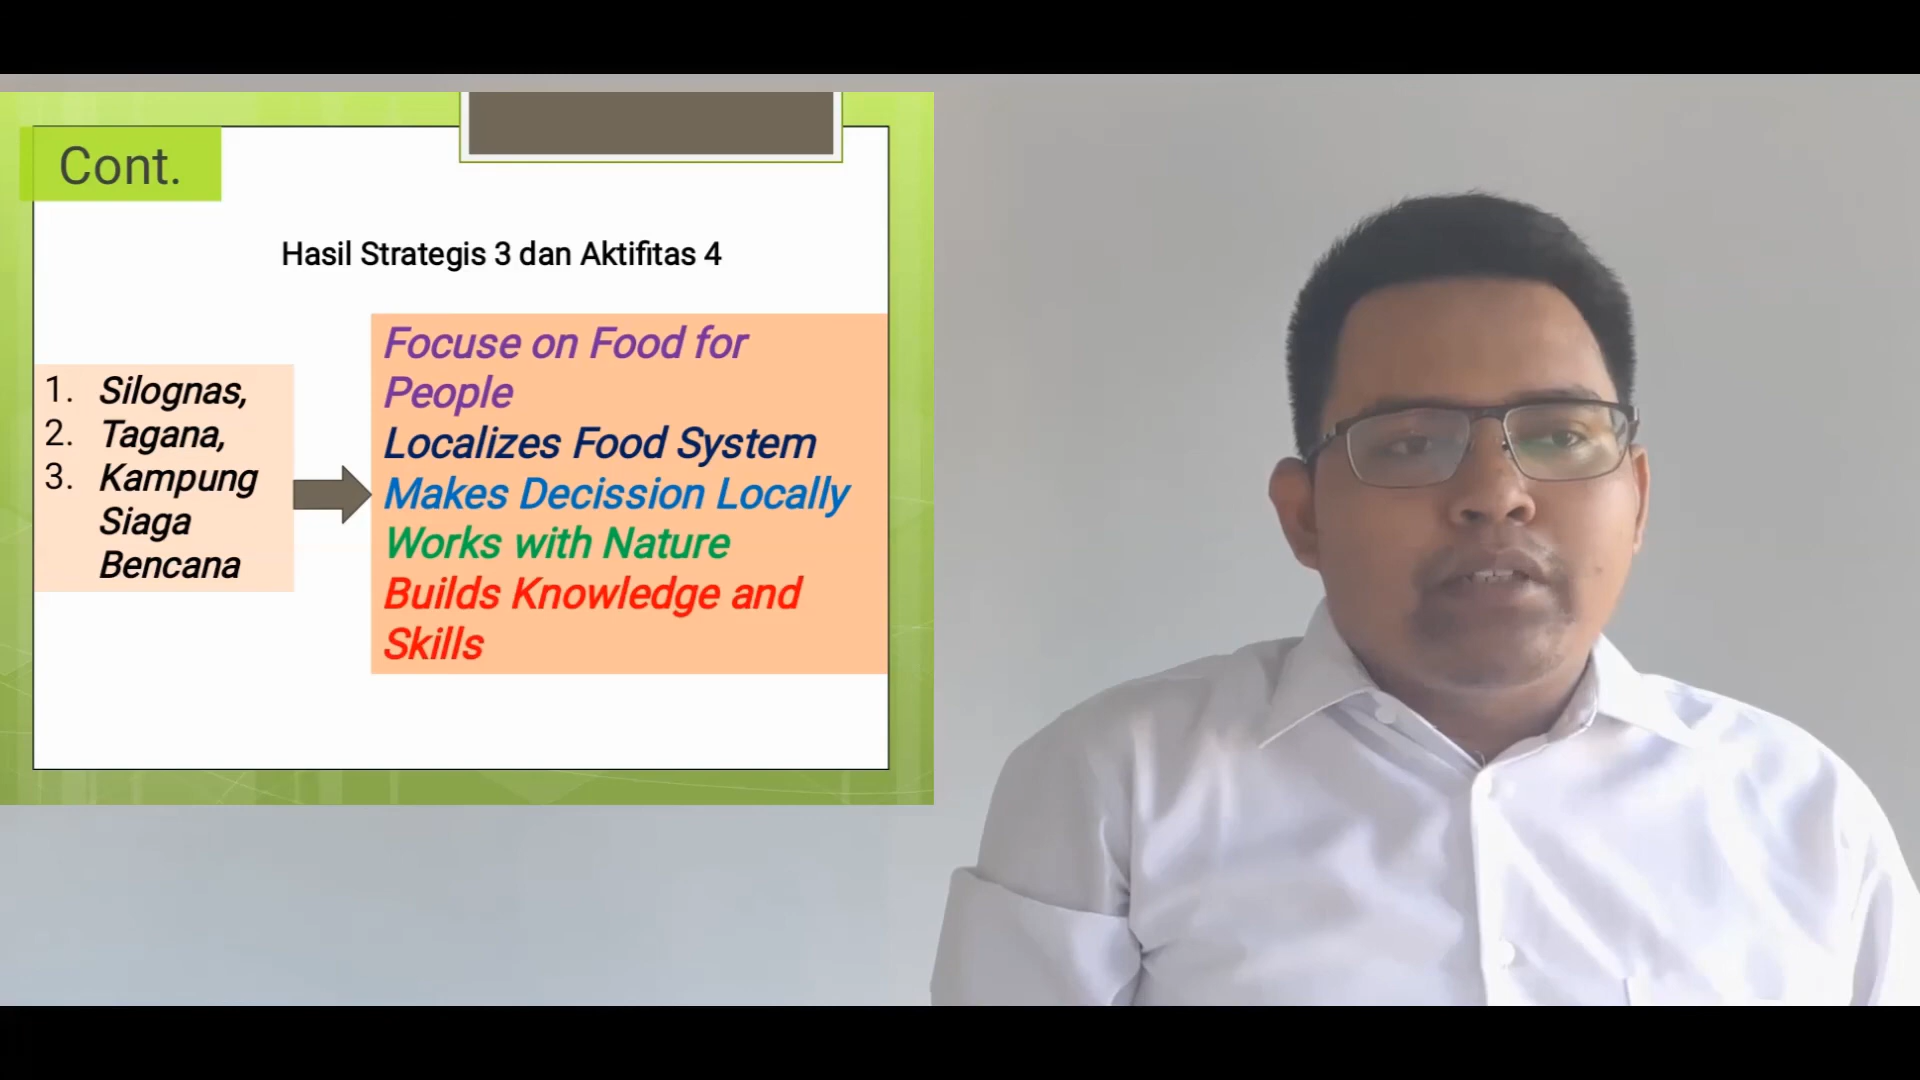 Cont.
Hasil Strategis 3 dan Aktifitas 4
1. Silognas,
2. Tagana,
3. Kampung
Siaga
Bencana
Focuse on Food for
People
Localizes Food System
Makes Decission Locally
Works with Nature
Builds Knowledge and
Skills